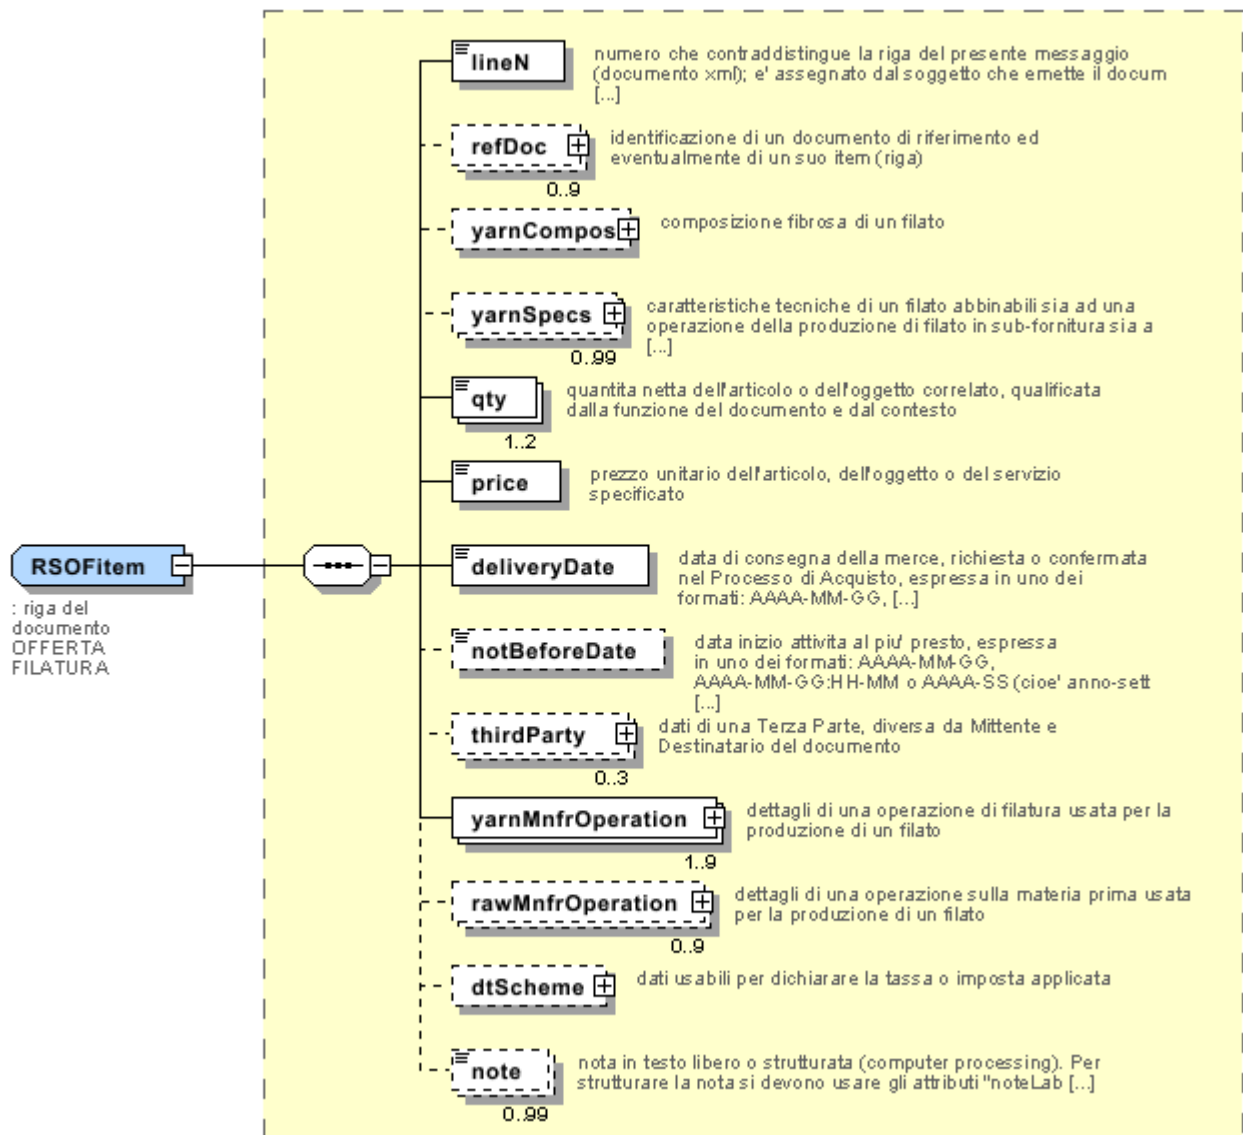 lineN
numero che contraddistingue la riga del presente messaggio
(documento xml); e' assegnato dal soggetto che emette il docum
[...]
refDoc
identificazione di un documento di riferimento ed
eventualmente di un suo item (riga)
0..9
yarnCompos
composizione fibrosa di un filato
yarnSpecs
caratteristiche tecniche di un filato abbinabili sia ad una
operazione della produzione di filato in sub-fornitura sia a
[...]
0..99
qty
quantita netta dell'articolo o dell'oggetto correlato, qualificata
dalla funzione del documento e dal contesto
1..2
price
prezzo unitario dell'articolo, dell'oggetto o del servizio
specificato
RSOFitem
: riga del
documento
OFFERTA
FILATURA
deliveryDate
data di consegna della merce, richiesta o confermata
nel Processo di Acquisto, espressa in uno dei
formati: AAAA-MM-GG, [...]
notBeforeDate
data inizio attivita al piu' presto, espressa
in uno dei formati: AAAA-MM-GG,
AAAA-MM-GG:HH-MM o AAAA-SS (cioe' anno-sett
[...]
thirdParty
dati di una Terza Parte, diversa da Mittente e
Destinatario del documento
0..3
yarnMnfrOperation
dettagli di una operazione di filatura usata per la
produzione di un filato
1..9
rawMnfrOperation
dettagli di una operazione sulla materia prima usata
per la produzione di un filato
0..9
dtScheme
dati usabili per dichiarare la tassa o imposta applicata
note
nota in testo libero o strutturata (computer processing). Per
strutturare la nota si devono usare gli attributi "noteLab [...]
0..99